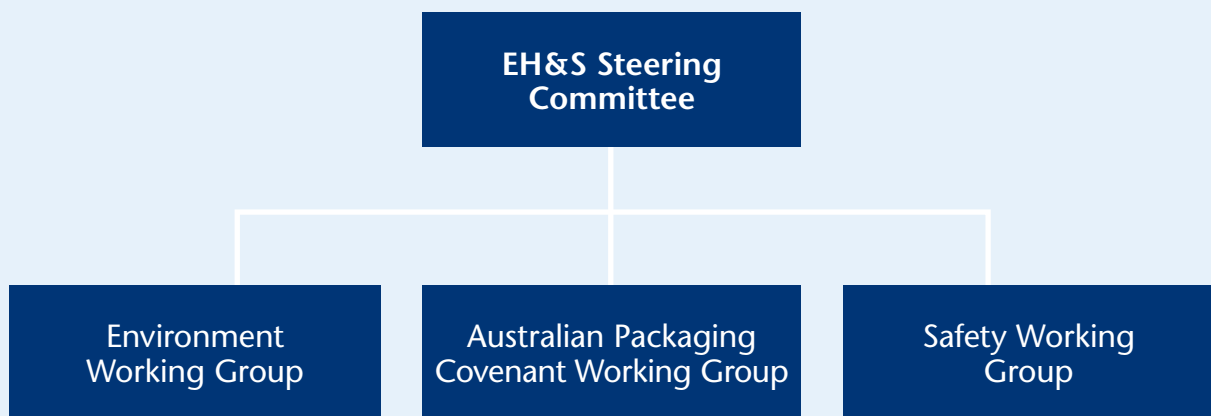 EH&S Steering
Committee
Environment
Working Group
Australian Packaging
Covenant Working Group
Safety Working
Group